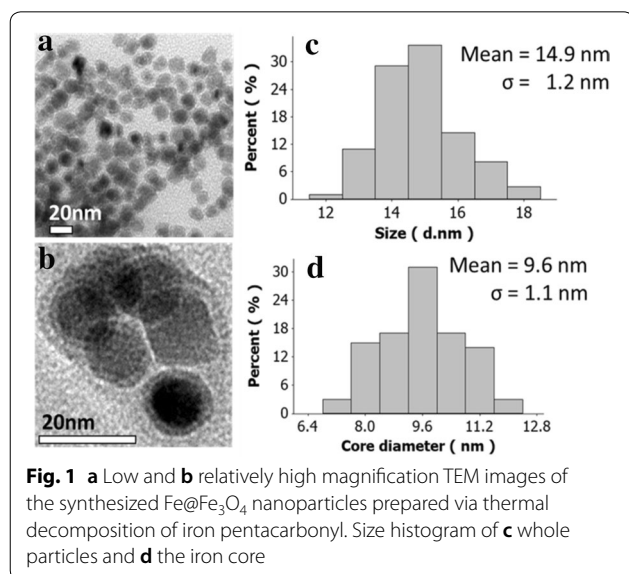 a
20nm
b
20nm
c
Mean = 14.9 nm
σ = 1.2 nm
Percent ( % )
30
24
18
12
6
0
12 14 16 18
Size ( d.nm )
d
Mean = 9.6 nm
σ = 1.1 nm
Percent ( % )
30
24
18
12
6
0
6.4 8.0 9.6 11.2 12.8
Core diameter ( nm )
Fig. 1 a Low and b relatively high magnification TEM images of
the synthesized Fe@Fe₃O₄ nanoparticles prepared via thermal
decomposition of iron pentacarbonyl. Size histogram of c whole
particles and d the iron core